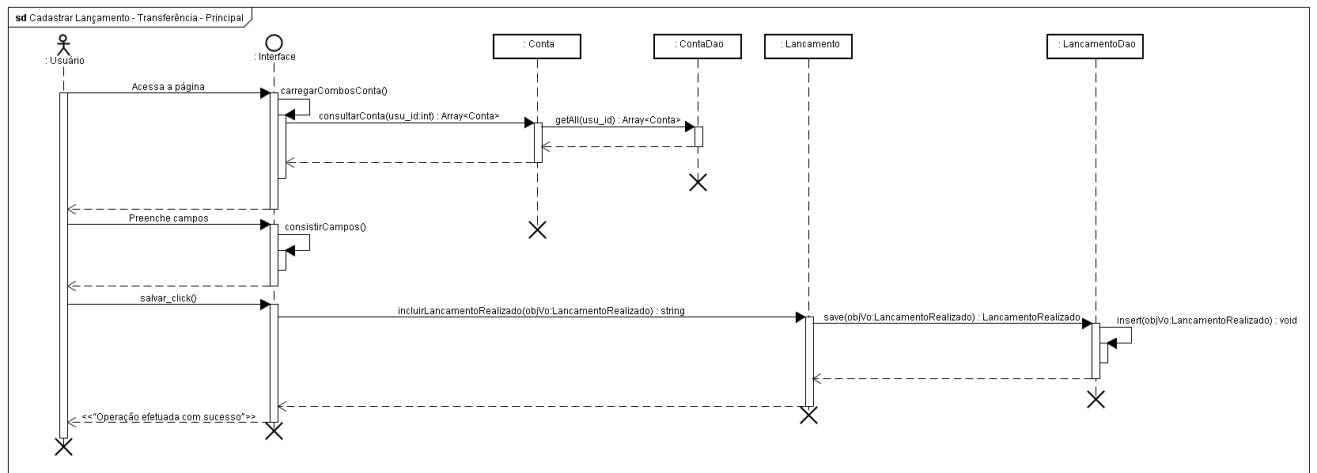 sd Cadastrar Lançamento - Transferência - Principal
: Usuário
: Interface
: Conta
: ContaDao
: Lancamento
: LancamentoDao
Acessa a página
carregarCombosConta()
consultarConta(usu_id:int) : Array<Conta>
getAll(usu_id) : Array<Conta>
Preenche campos
consistirCampos()
salvar_click()
incluirLancamentoRealizado(objVo:LancamentoRealizado) : string
save(objVo:LancamentoRealizado) : LancamentoRealizado
insert(objVo:LancamentoRealizado) : void
<<"Operação efetuada com sucesso">>